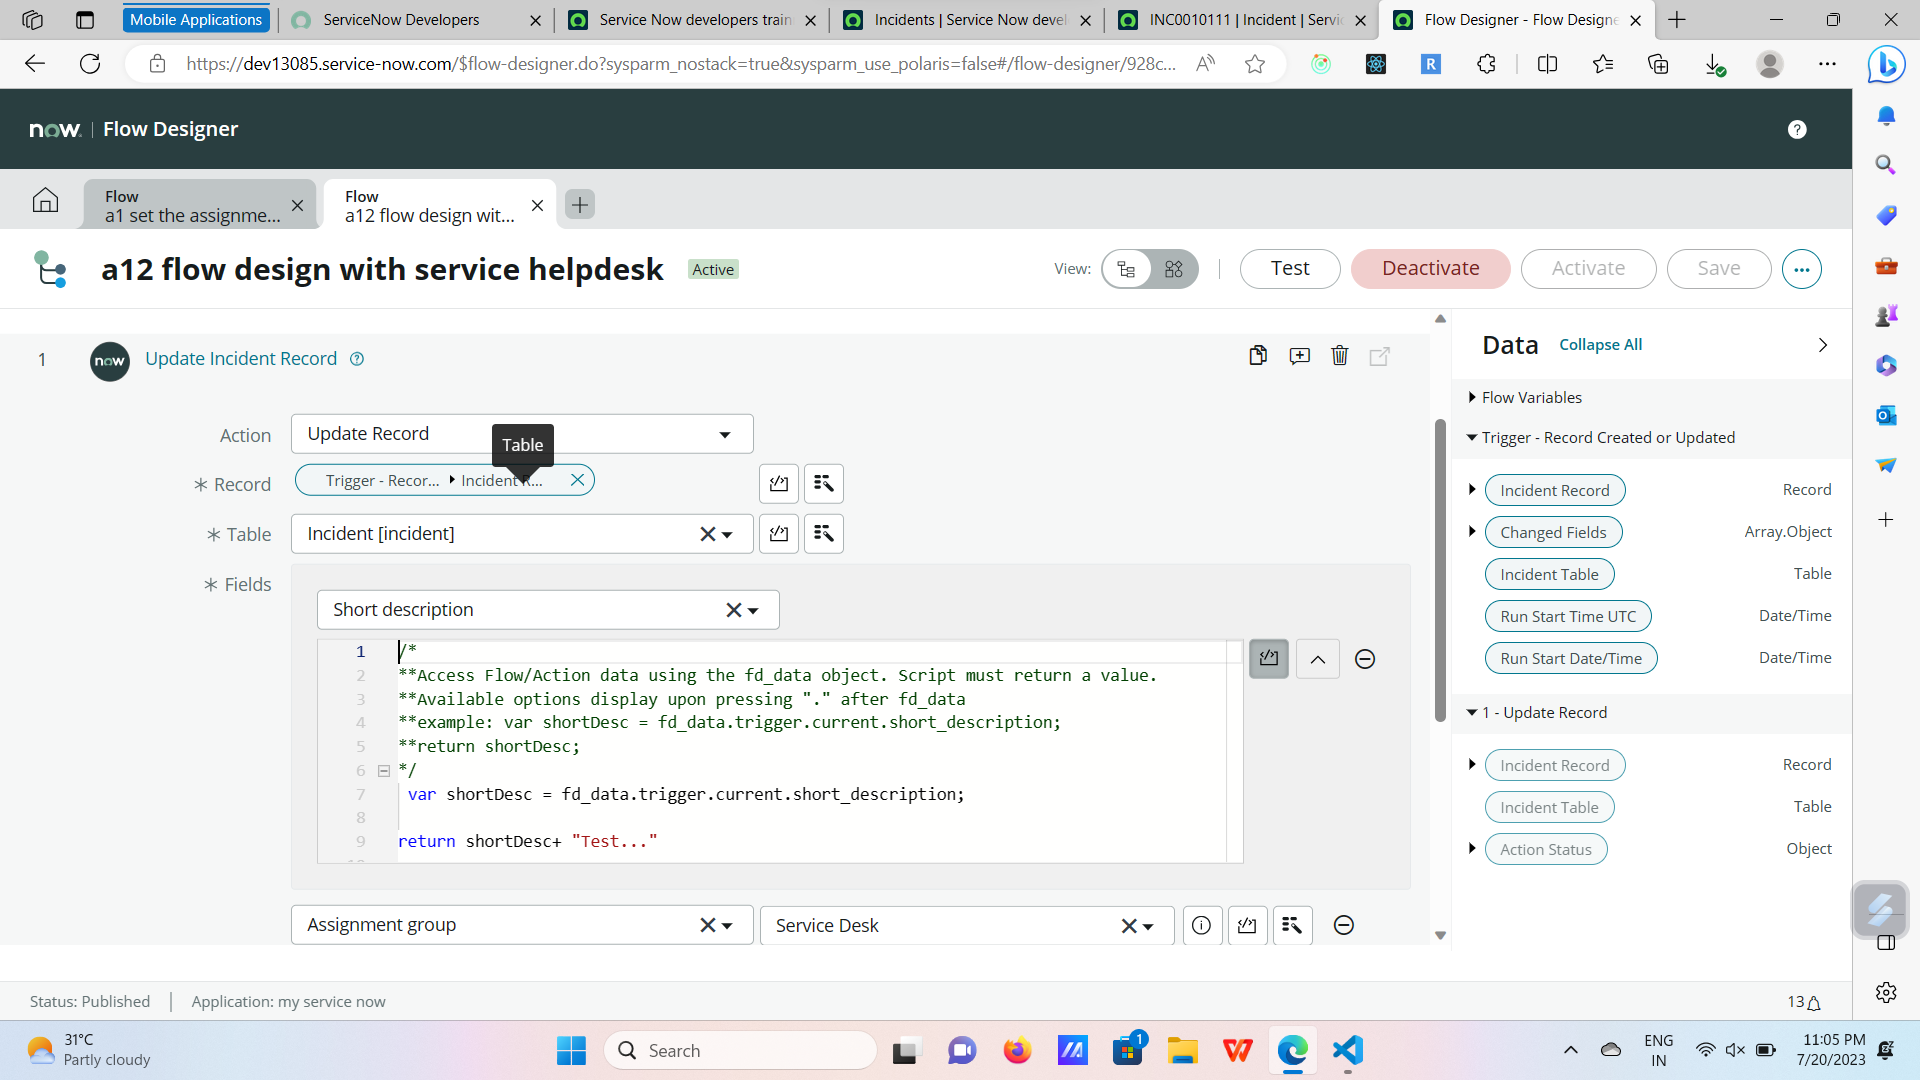 Mobile Applications
ServiceNow Developers
Service Now developers train
Incidents | Service Now devel
INC0010111 | Incident | Servic
Flow Designer - Flow Designe
https://dev13085.service-now.com/$flow-designer.do?sysparm_nostack=true&sysparm_use_polaris=false#/flow-designer/928c...
now. | Flow Designer
Flow
a1 set the assignme...
Flow
a12 flow design wit...
a12 flow design with service helpdesk
Active
View:
Test
Deactivate
Activate
Save
1
now
Update Incident Record
Action
Update Record
Table
* Record
Trigger - Recor...
Incident R...
* Table
Incident [incident]
* Fields
Short description
1 /*
2 **Access Flow/Action data using the fd_data object. Script must return a value.
3 **Available options display upon pressing "." after fd_data
4 **example: var shortDesc = fd_data.trigger.current.short_description;
5 **return shortDesc;
6 */
7 var shortDesc = fd_data.trigger.current.short_description;
8
9 return shortDesc+ "Test..."
Assignment group
Service Desk
Data
Collapse All
Flow Variables
Trigger - Record Created or Updated
Incident Record Record
Changed Fields Array.Object
Incident Table Table
Run Start Time UTC Date/Time
Run Start Date/Time Date/Time
1 - Update Record
Incident Record Record
Incident Table Table
Action Status Object
Status: Published
Application: my service now
13
31°C
Partly cloudy
Search
1
ENG
IN
11:05 PM
7/20/2023